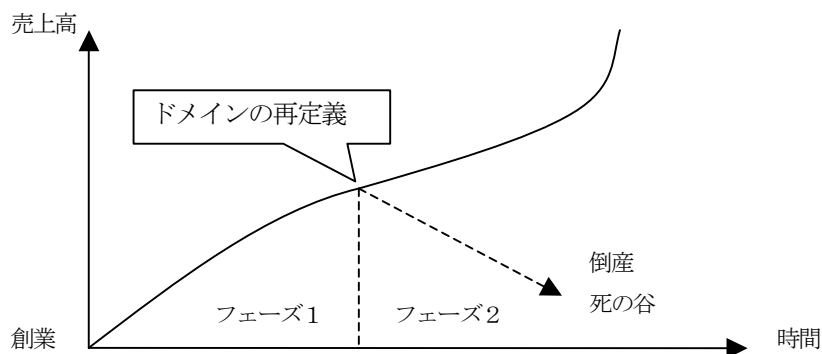 売上高
ドメインの再定義
倒産
死の谷
フェーズ１
フェーズ２
創業
時間